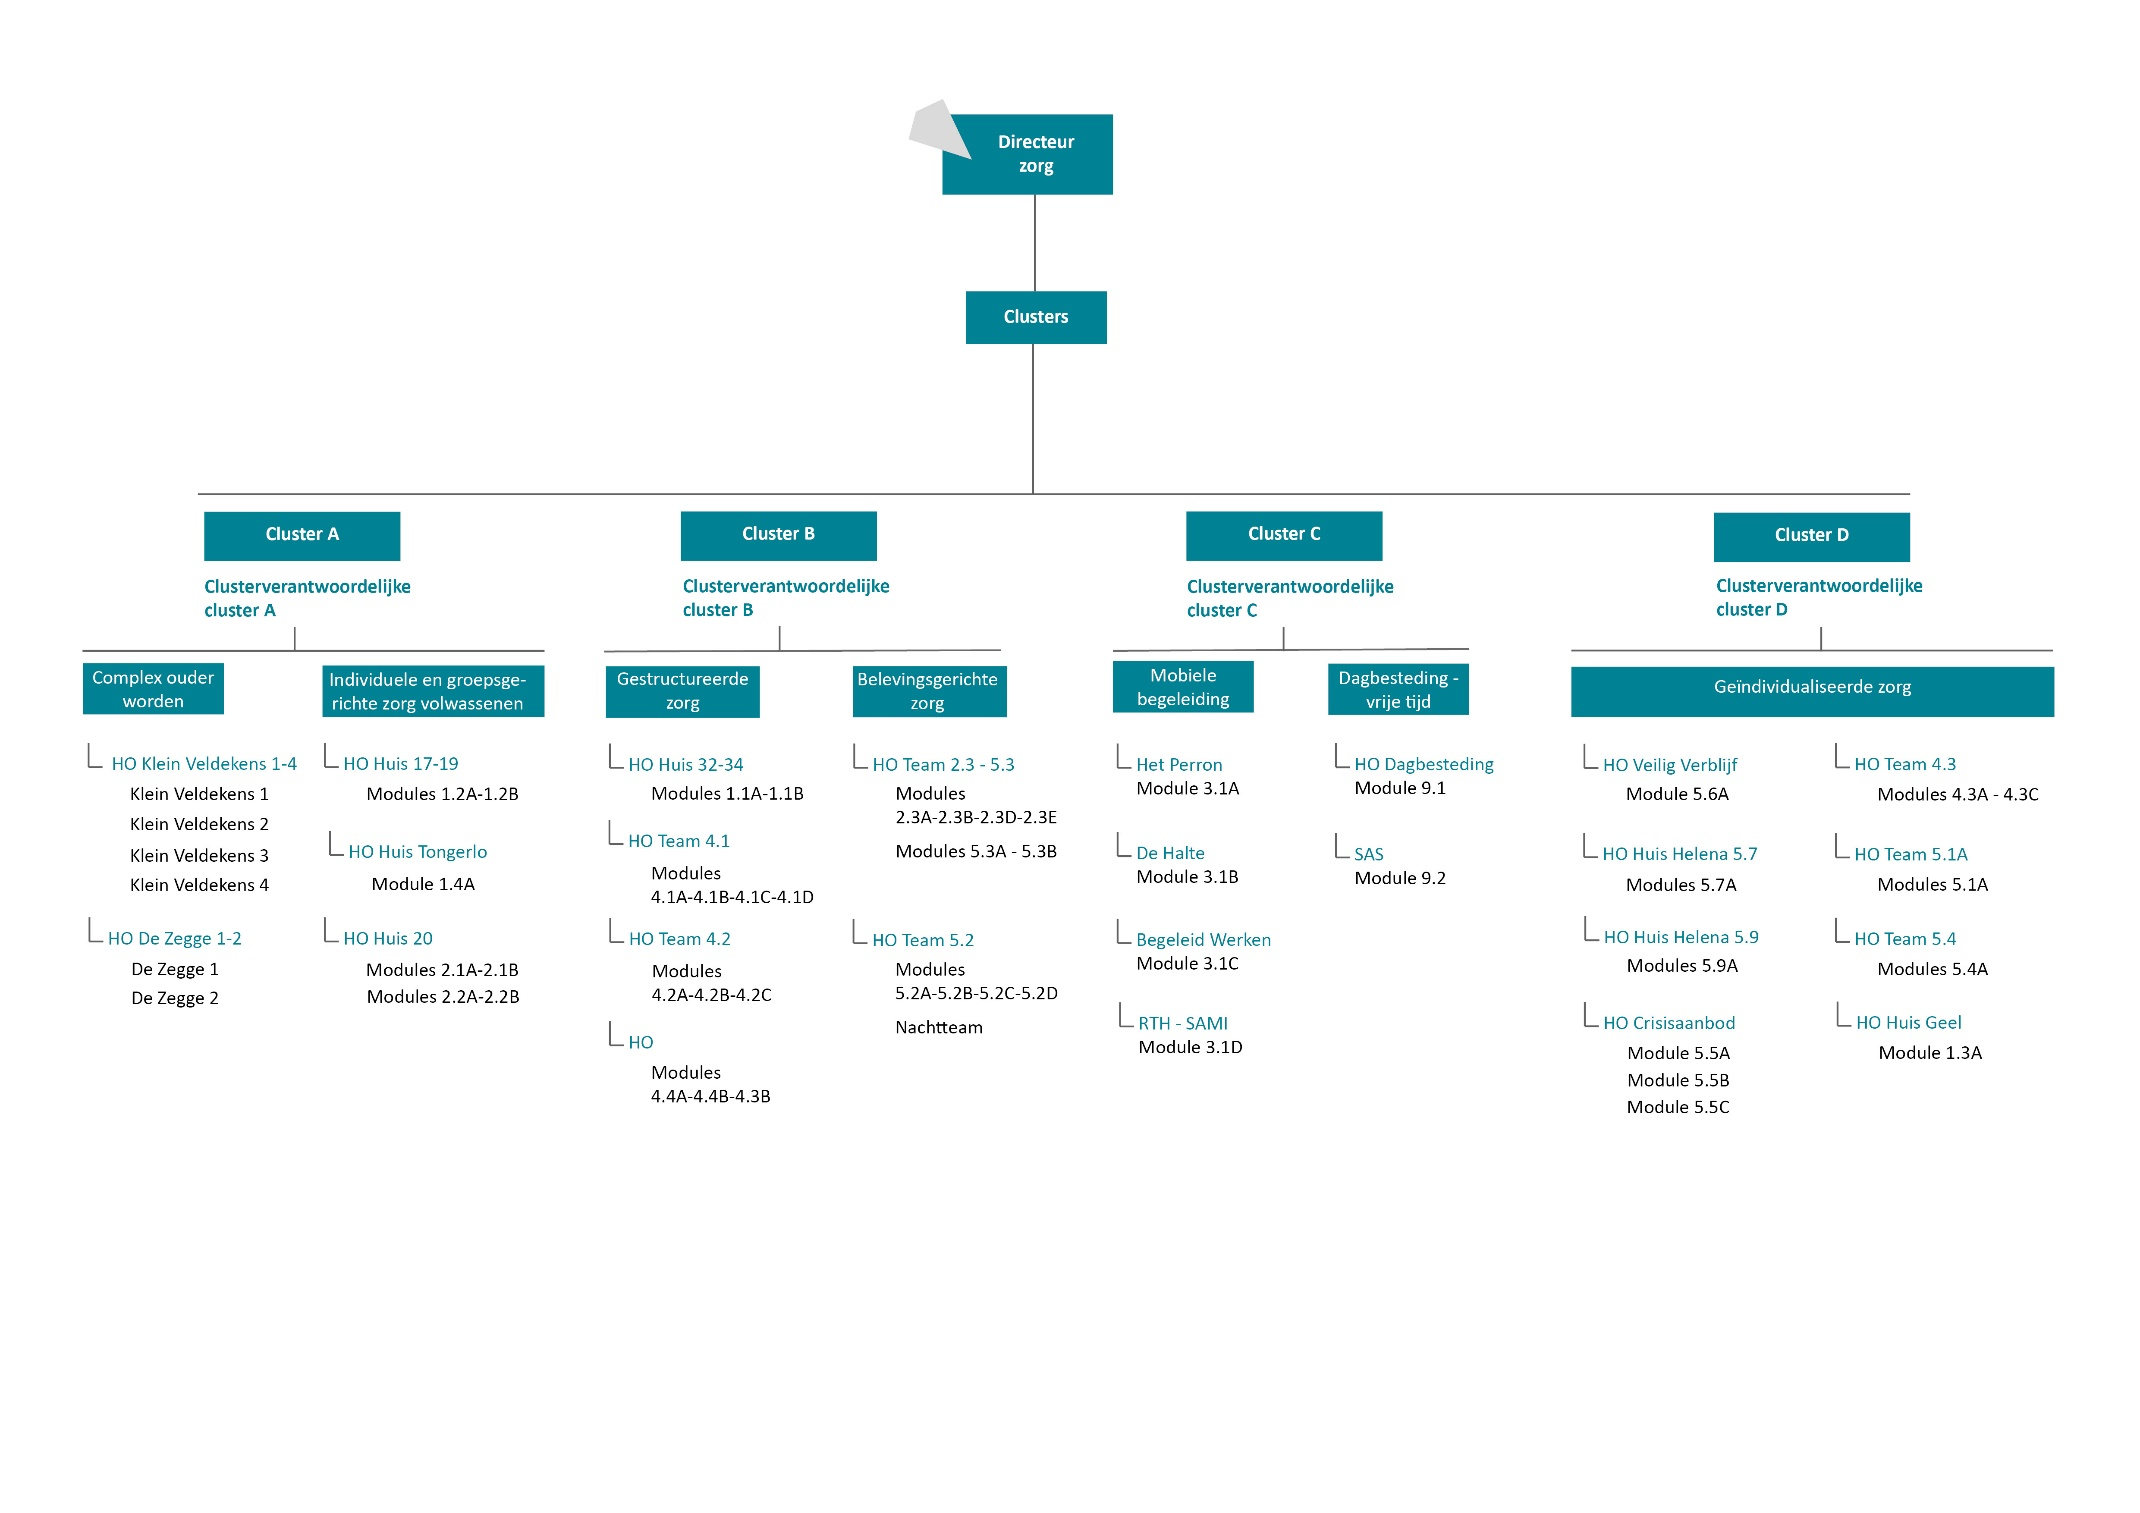 Directeur
zorg
Clusters
Cluster A
Clusterverantwoordelijke
cluster A
Complex ouder
worden
HO Klein Veldekens 1-4
Klein Veldekens 1
Klein Veldekens 2
Klein Veldekens 3
Klein Veldekens 4
HO De Zegge 1-2
De Zegge 1
De Zegge 2
Individuele en groepsge-
richte zorg volwassenen
HO Huis 17-19
Modules 1.2A-1.2B
HO Huis Tongerlo
Module 1.4A
HO Huis 20
Modules 2.1A-2.1B
Modules 2.2A-2.2B
Cluster B
Clusterverantwoordelijke
cluster B
Gestructureerde
zorg
HO Huis 32-34
Modules 1.1A-1.1B
HO Team 4.1
Modules
4.1A-4.1B-4.1C-4.1D
HO Team 4.2
Modules
4.2A-4.2B-4.2C
HO
Modules
4.4A-4.4B-4.3B
Belevingsgerichte
zorg
HO Team 2.3 - 5.3
Modules
2.3A-2.3B-2.3D-2.3E
Modules 5.3A - 5.3B
HO Team 5.2
Modules
5.2A-5.2B-5.2C-5.2D
Nachtteam
Cluster C
Clusterverantwoordelijke
cluster C
Mobiele
begeleiding
Het Perron
Module 3.1A
De Halte
Module 3.1B
Begeleid Werken
Module 3.1C
RTH - SAMI
Module 3.1D
Dagbesteding -
vrije tijd
HO Dagbesteding
Module 9.1
SAS
Module 9.2
Cluster D
Clusterverantwoordelijke
cluster D
Geïndividualiseerde zorg
HO Veilig Verblijf
Module 5.6A
HO Huis Helena 5.7
Modules 5.7A
HO Huis Helena 5.9
Modules 5.9A
HO Crisisaanbod
Module 5.5A
Module 5.5B
Module 5.5C
HO Team 4.3
Modules 4.3A - 4.3C
HO Team 5.1A
Modules 5.1A
HO Team 5.4
Modules 5.4A
HO Huis Geel
Module 1.3A